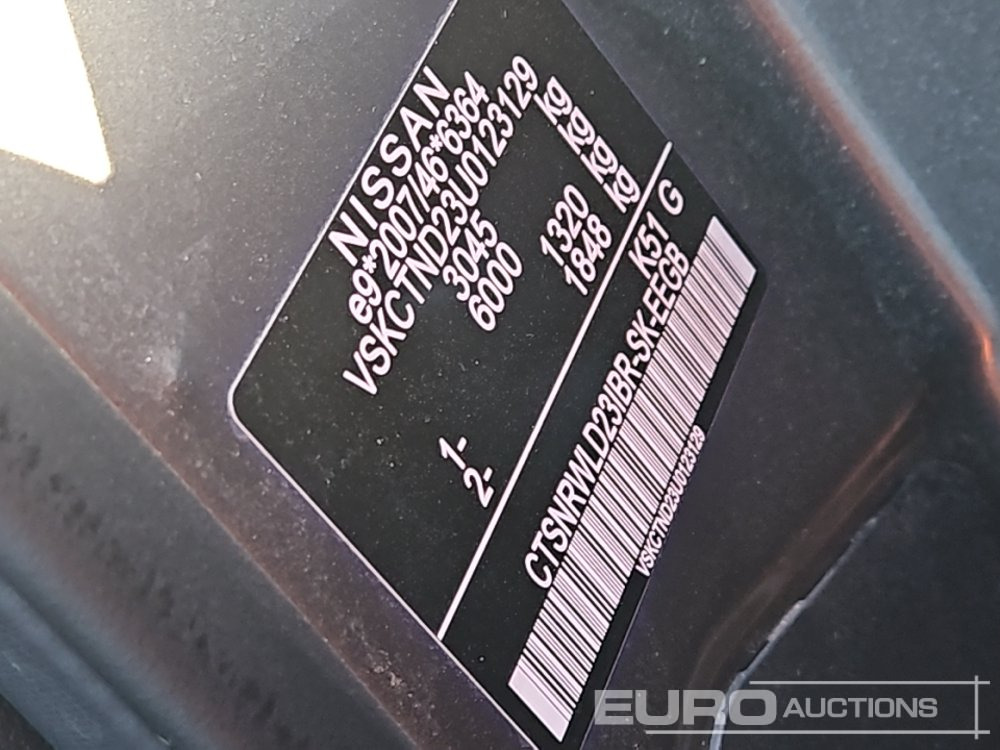 NISSAN
e9*2007/46*6364
VSKCTND23U0123129
3045 kg
6000 kg
1- 1320 kg
2- 1848 kg
K51 G
CTSNRWLD23IBR-SK-EEGB
VSKCTND23U0123129
EURO AUCTIONS